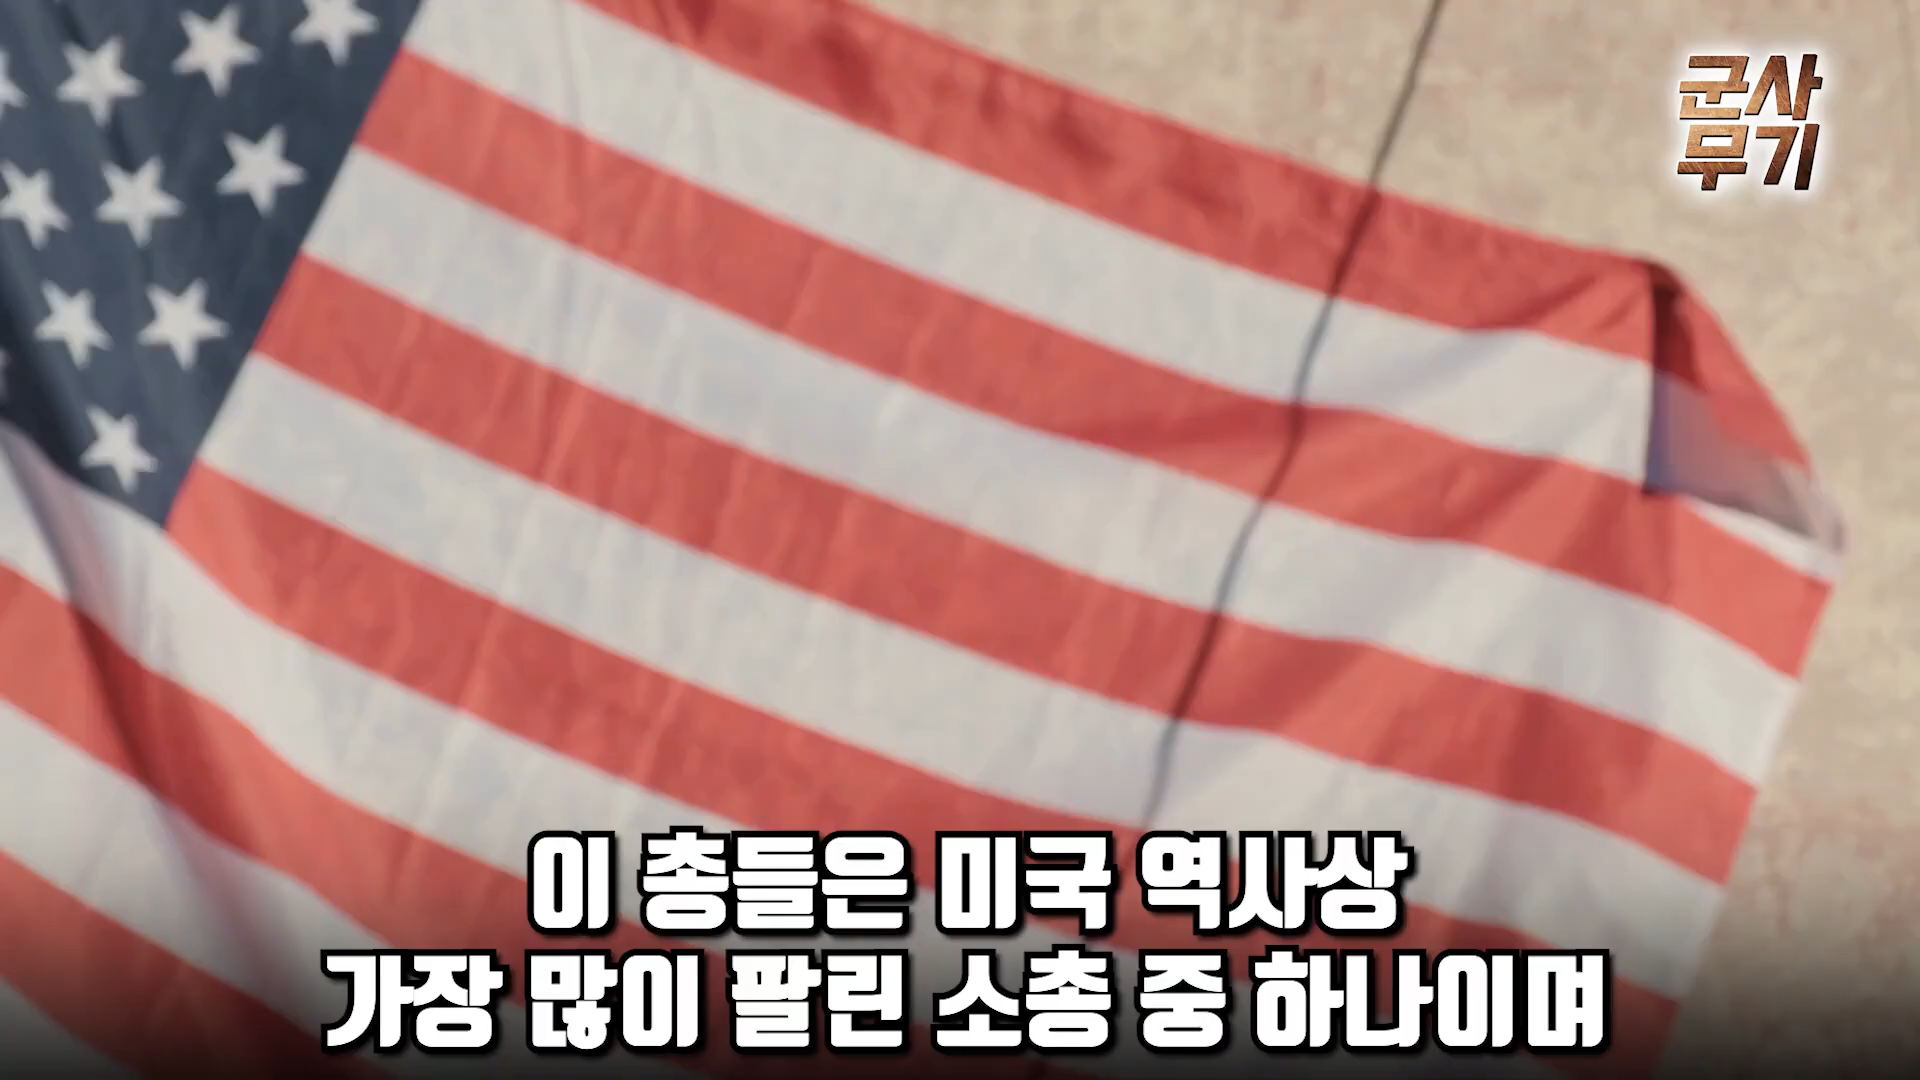 군사
무기
이 총들은 미국 역사상
가장 많이 팔린 소총 중 하나이며